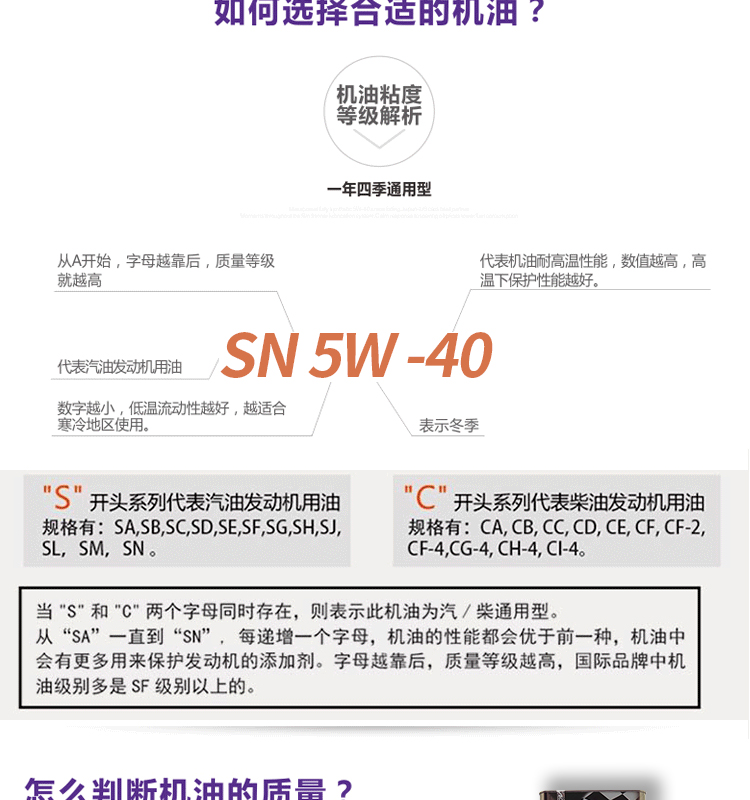 如何选择合适的机油？
机油粘度
等级解析
一年四季通用型
从A开始，字母越靠后，质量等级
就越高
代表机油耐高温性能，数值越高，高
温下保护性能越好。
SN 5W -40
代表汽油发动机用油
数字越小，低温流动性越好，越适合
寒冷地区使用。
表示冬季
"S" 开头系列代表汽油发动机用油
规格有：SA,SB,SC,SD,SE,SF,SG,SH,SJ,
SL, SM, SN 。
"C" 开头系列代表柴油发动机用油
规格有：CA, CB, CC, CD, CE, CF, CF-2,
CF-4,CG-4, CH-4, CI-4。
当 "S" 和 "C" 两个字母同时存在，则表示此机油为汽 / 柴通用型。
从“SA”一直到“SN”，每递增一个字母，机油的性能都会优于前一种，机油中
会有更多用来保护发动机的添加剂。字母越靠后，质量等级越高，国际品牌中机
油级别多是 SF 级别以上的。
怎么判断机油的质量？